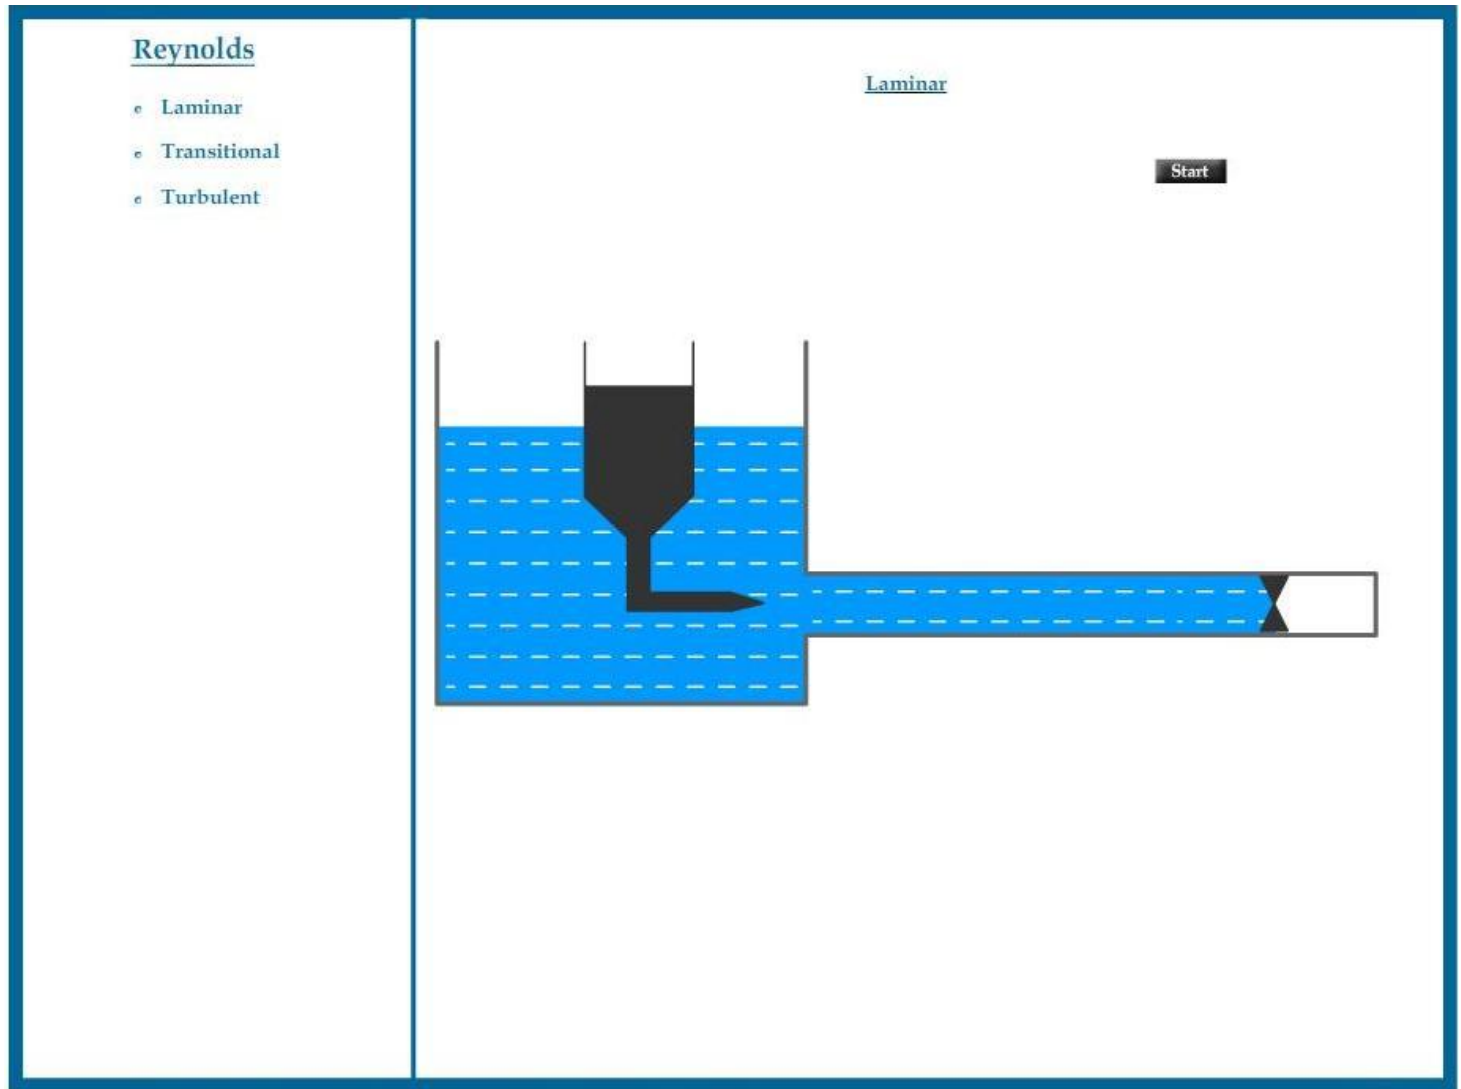 Reynolds
Laminar
Transitional
Turbulent
Laminar
Start